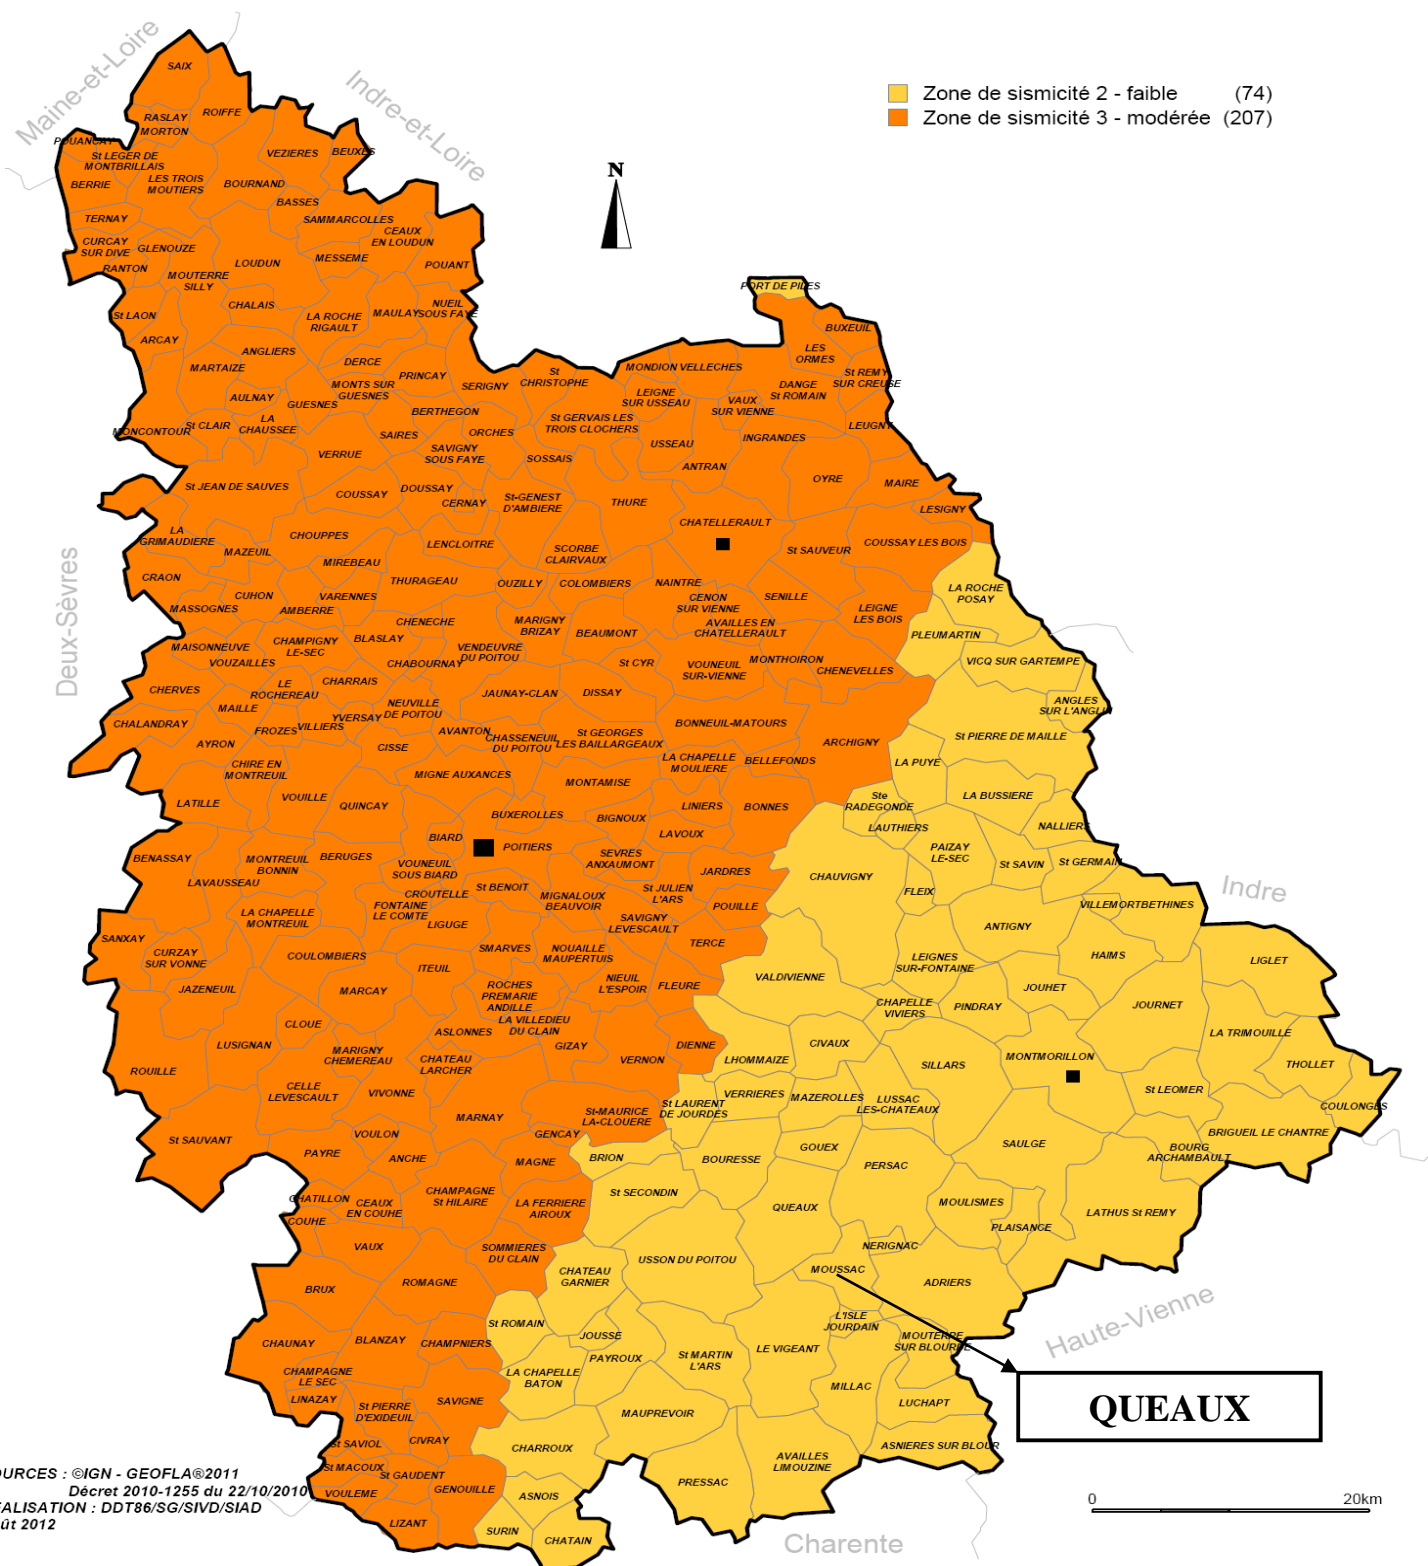 Maine-et-Loire
Indre-et-Loire
Zone de sismicité 2 - faible (74)
Zone de sismicité 3 - modérée (207)
N
SAIX
RASLAY
ROIFFE
MORTON
POUANCAY
St LEGER DE
MONTBRILLAIS
VEZIERES
BEUXES
BERRIE
LES TROIS
MOUTIERS
BOURNAND
BASSES
TERNAY
SAMMARCOLLES
CEAUX
EN LOUDUN
CURCAY
SUR DIVE
GLENOUZE
RANTON
MOUTERRE
SILLY
LOUDUN
MESSEME
POUANT
CHALAIS
St LAON
LA ROCHE
RIGAULT
MAULAY
NUEIL
SOUS FAYE
PORT DE PILES
ARCAY
ANGLIERS
BUXEUIL
LES
ORMES
MARTAIZE
DERCE
PRINCAY
MONTS SUR
GUESNES
SERIGNY
St
CHRISTOPHE
MONDION
VELLECHES
St REMY
SUR CREUSE
DANGE
St ROMAIN
AULNAY
GUESNES
BERTHEGON
LEIGNE
SUR USSEAU
VAUX
SUR VIENNE
MONCONTOUR
St CLAIR
LA
CHAUSSEE
SAIRES
ORCHES
St GERVAIS LES
TROIS CLOCHERS
LEUGNY
USSEAU
INGRANDES
VERRUE
SAVIGNY
SOUS FAYE
SOSSAIS
ANTRAN
OYRE
MAIRE
St JEAN DE SAUVES
COUSSAY
DOUSSAY
CERNAY
St-GENEST
D'AMBIERE
THURE
LESIGNY
LA
GRIMAUDIERE
CHOUPPES
CHATELLERAULT
MAZEUIL
LENCLOITRE
SCORBE
CLAIRVAUX
St SAUVEUR
COUSSAY LES BOIS
MIREBEAU
CRAON
THURAGEAU
OUZILLY
COLOMBIERS
NAINTRE
LA ROCHE
POSAY
Deux-Sèvres
MASSOGNES
CUHON
VARENNES
AMBERRE
CENON
SUR VIENNE
SENILLE
LEIGNE
LES BOIS
CHENECHE
MARIGNY
BRIZAY
BEAUMONT
AVAILLES EN
CHATELLERAULT
PLEUMARTIN
MAISONNEUVE
CHAMPIGNY
LE-SEC
BLASLAY
VENDEUVRE
DU POITOU
VOUZAILLES
CHABOURNAY
St CYR
VOUNEUIL
SUR-VIENNE
MONTHOIRON
CHENEVELLES
VICQ SUR GARTEMPE
CHERVES
LE
ROCHEREAU
CHARRAIS
JAUNAY-CLAN
DISSAY
ANGLES
SUR L'ANGLIN
MAILLE
NEUVILLE
DE POITOU
CHALANDRAY
FROZES
VILLIERS
YVERSAY
AVANTON
CHASSENEUIL
DU POITOU
St GEORGES
LES BAILLARGEAUX
BONNEUIL-MATOURS
AYRON
CISSE
ARCHIGNY
St PIERRE DE MAILLE
CHIRE EN
MONTREUIL
MIGNE AUXANCES
MONTAMISE
LA CHAPELLE
MOULIERE
BELLEFONDS
LA PUYE
LATILLE
VOUILLE
QUINCAY
BUXEROLLES
BIGNOUX
LINIERS
BONNES
Ste
RADEGONDE
LA BUSSIERE
LAUTHIERS
NALLIERS
BIARD
POITIERS
LAVOUX
PAIZAY
LE-SEC
BENASSAY
MONTREUIL
BONNIN
BERUGES
SEVRES
ANXAUMONT
St SAVIN
St GERMAIN
LAVAUSSEAU
VOUNEUIL
SOUS BIARD
JARDRES
CHAUVIGNY
CROUTELLE
St BENOIT
MIGNALOUX
BEAUVOIR
St JULIEN
L'ARS
FLEIX
Indre
LA CHAPELLE
MONTREUIL
FONTAINE
LE COMTE
LIGUGE
POUILLE
VILLEMORT
BETHINES
SAVIGNY
LEVESCAULT
ANTIGNY
SANXAY
CURZAY
SUR VONNE
COULOMBIERS
SMARVES
NOUAILLE
MAUPERTUIS
TERCE
HAIMS
LIGLET
ITEUIL
VALDIVIENNE
LEIGNES
SUR-FONTAINE
JAZENEUIL
MARCAY
ROCHES
PREMARIE
ANDILLE
NIEUIL
L'ESPOIR
FLEURE
JOUHET
CHAPELLE
VIVIERS
PINDRAY
JOURNET
CLOUE
ASLONNES
LA VILLEDIEU
DU CLAIN
LA TRIMOUILLE
LUSIGNAN
GIZAY
DIENNE
CIVAUX
MARIGNY
CHEMEREAU
CHATEAU
LARCHER
VERNON
LHOMMAIZE
SILLARS
MONTMORILLON
THOLLET
ROUILLE
CELLE
LEVESCAULT
VIVONNE
VERRIERES
MAZEROLLES
LUSSAC
LES-CHATEAUX
St LEOMER
St LAURENT
DE JOURDES
COULONGES
MARNAY
St-MAURICE
LA-CLOUERE
St SAUVANT
VOULON
GENCAY
SAULGE
BRIGUEIL LE CHANTRE
PAYRE
ANCHE
MAGNE
BRION
BOURESSE
GOUEX
PERSAC
BOURG
ARCHAMBAULT
CHATILLON
CEAUX
EN COUHE
CHAMPAGNE
St HILAIRE
LA FERRIERE
AIROUX
St SECONDIN
QUEAUX
MOULISMES
LATHUS St REMY
COUHE
PLAISANCE
VAUX
SOMMIERES
DU CLAIN
USSON DU POITOU
NERIGNAC
BRUX
ROMAGNE
CHATEAU
GARNIER
MOUSSAC
ADRIERS
Haute-Vienne
CHAUNAY
BLANZAY
CHAMPNIERS
St ROMAIN
JOUSSE
L'ISLE
JOURDAIN
MOUTERRE
SUR BLOURDE
PAYROUX
St MARTIN
L'ARS
LE VIGEANT
CHAMPAGNE
LE SEC
LA CHAPELLE
BATON
MILLAC
LINAZAY
St PIERRE
D'EXIDEUIL
SAVIGNE
LUCHAPT
QUEAUX
MAUPREVOIR
St SAVIOL
CIVRAY
CHARROUX
AVAILLES
LIMOUZINE
ASNIERES SUR BLOUR
St MACOUX
St GAUDENT
PRESSAC
VOULEME
GENOUILLE
ASNOIS
LIZANT
SURIN
CHATAIN
Charente
0 20km
OURCES : ©IGN - GEOFLA®2011
Décret 2010-1255 du 22/10/2010
EALISATION : DDT86/SG/SIVD/SIAD
oût 2012